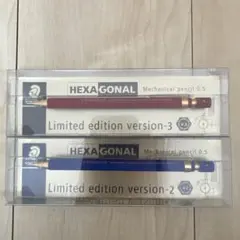 HEXAGONAL Mechanical pencil 0.5
Limited edition version-3
HEXAGONAL Mechanical pencil 0.5
Limited edition version-2